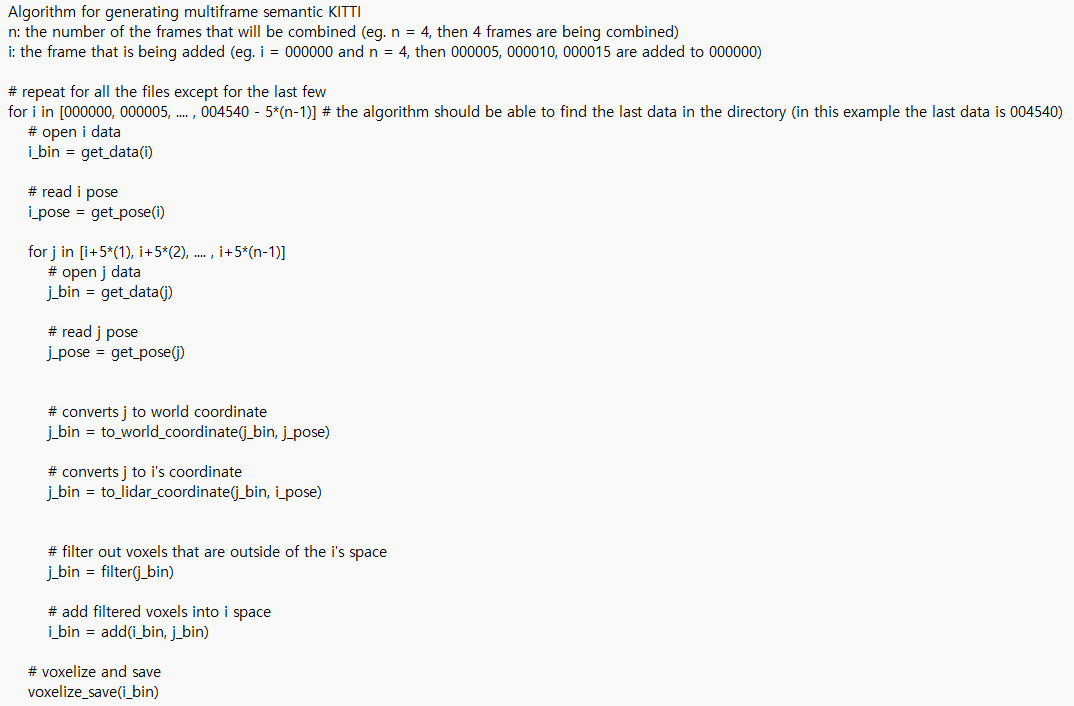 Algorithm for generating multiframe semantic KITTI
n: the number of the frames that will be combined (eg. n = 4, then 4 frames are being combined)
i: the frame that is being added (eg. i = 000000 and n = 4, then 000005, 000010, 000015 are added to 000000)
# repeat for all the files except for the last few
for i in [000000, 000005, .... , 004540 - 5*(n-1)] # the algorithm should be able to find the last data in the directory (in this example the last data is 004540)
# open i data
i_bin = get_data(i)
# read i pose
i_pose = get_pose(i)
for j in [i+5*(1), i+5*(2), .... , i+5*(n-1)]
# open j data
j_bin = get_data(j)
# read j pose
j_pose = get_pose(j)
# converts j to world coordinate
j_bin = to_world_coordinate(j_bin, j_pose)
# converts j to i's coordinate
j_bin = to_lidar_coordinate(j_bin, i_pose)
# filter out voxels that are outside of the i's space
j_bin = filter(j_bin)
# add filtered voxels into i space
i_bin = add(i_bin, j_bin)
# voxelize and save
voxelize_save(i_bin)